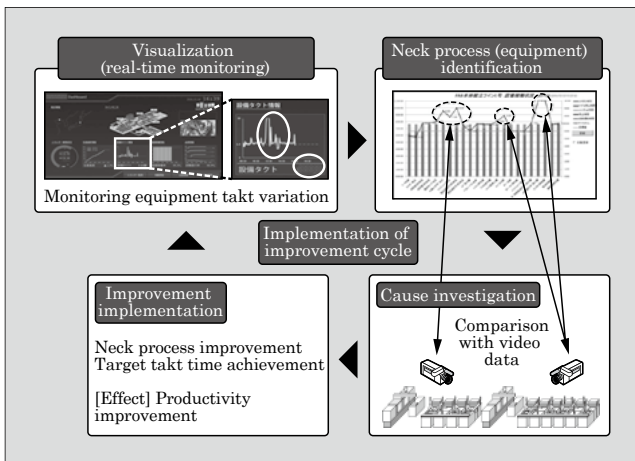 Visualization
(real-time monitoring)
設備タクト情報
設備タクト
Monitoring equipment takt variation
Neck process (equipment)
identification
Implementation of
improvement cycle
Improvement
implementation
Neck process improvement
Target takt time achievement
[Effect] Productivity
improvement
Cause investigation
Comparison
with video
data